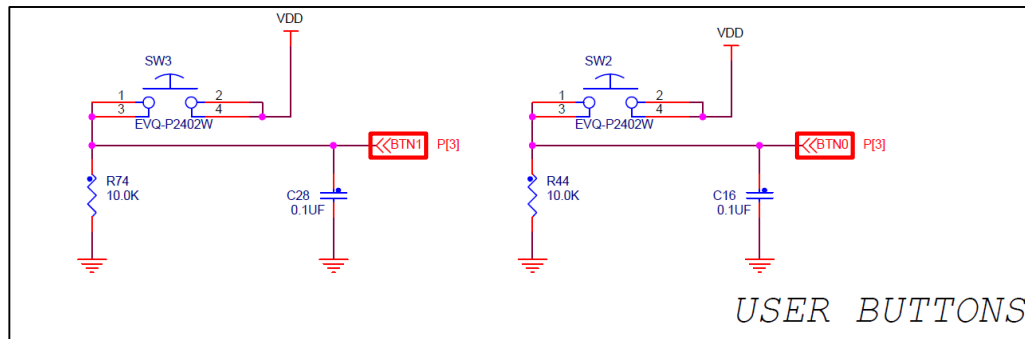 VDD
SW3
1
2
3
4
EVQ-P2402W
BTN1 P[3]
R74
10.0K
C28
0.1UF
VDD
SW2
1
2
3
4
EVQ-P2402W
BTN0 P[3]
R44
10.0K
C16
0.1UF
USER BUTTONS